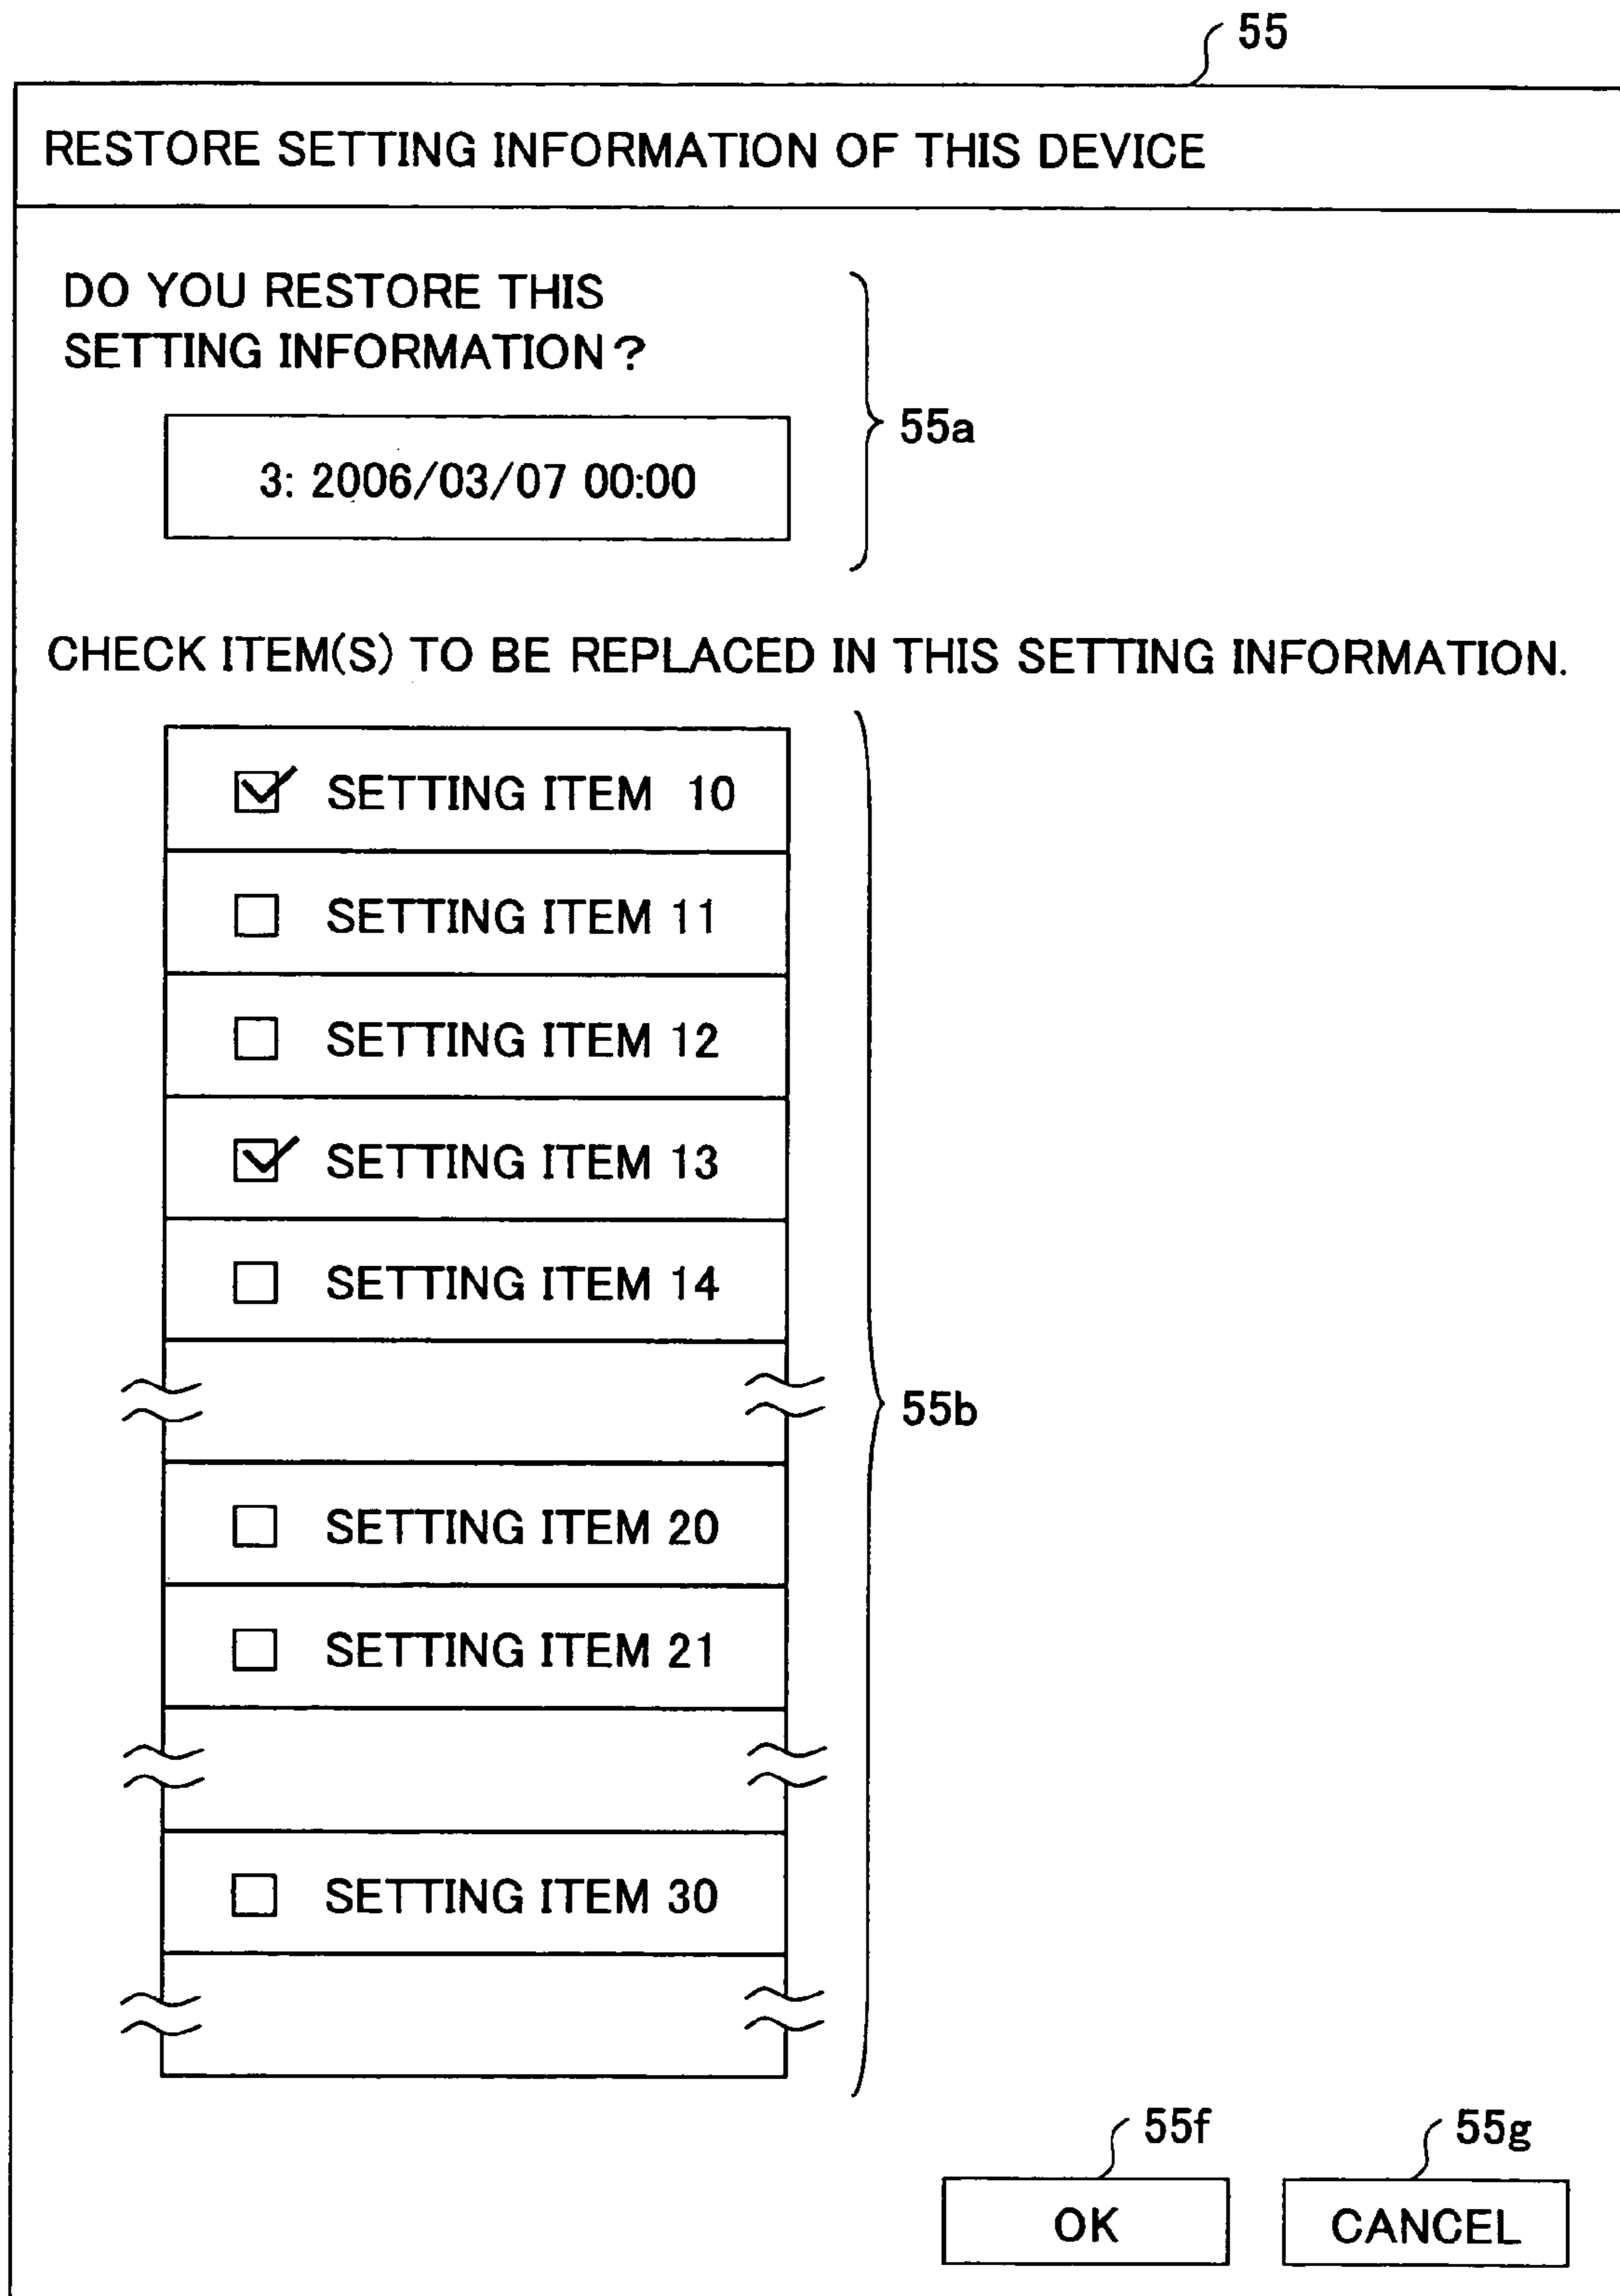 55
RESTORE SETTING INFORMATION OF THIS DEVICE
DO YOU RESTORE THIS
SETTING INFORMATION?
3: 2006/03/07 00:00
55a
CHECK ITEM(S) TO BE REPLACED IN THIS SETTING INFORMATION.
SETTING ITEM 10
SETTING ITEM 11
SETTING ITEM 12
SETTING ITEM 13
SETTING ITEM 14
55b
SETTING ITEM 20
SETTING ITEM 21
SETTING ITEM 30
55f
55g
OK
CANCEL